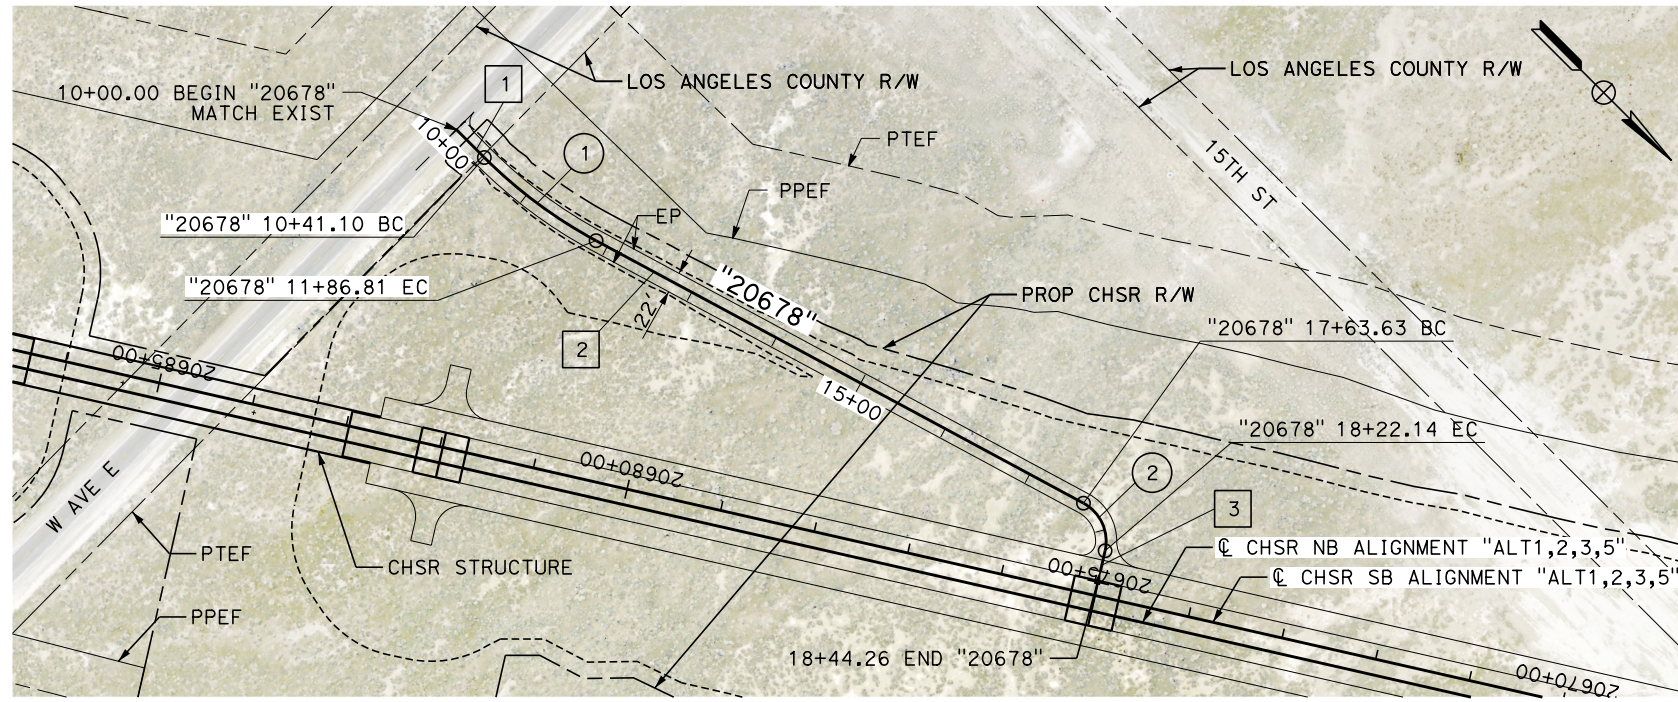 LOS ANGELES COUNTY R/W
1
10+00.00 BEGIN "20678"
MATCH EXIST
10+00
1
LOS ANGELES COUNTY R/W
15TH ST
PTEF
PPEF
EP
"20678" 10+41.10 BC
"20678" 11+86.81 EC
"20678"
22'
2
PROP CHSR R/W
"20678" 17+63.63 BC
15+00
"20678" 18+22.14 EC
20685+00
20680+00
2
3
W AVE E
PTEF
CHSR STRUCTURE
PPEF
20675+00
℄ CHSR NB ALIGNMENT "ALT1,2,3,5"
℄ CHSR SB ALIGNMENT "ALT1,2,3,5"
18+44.26 END "20678"
20670+00